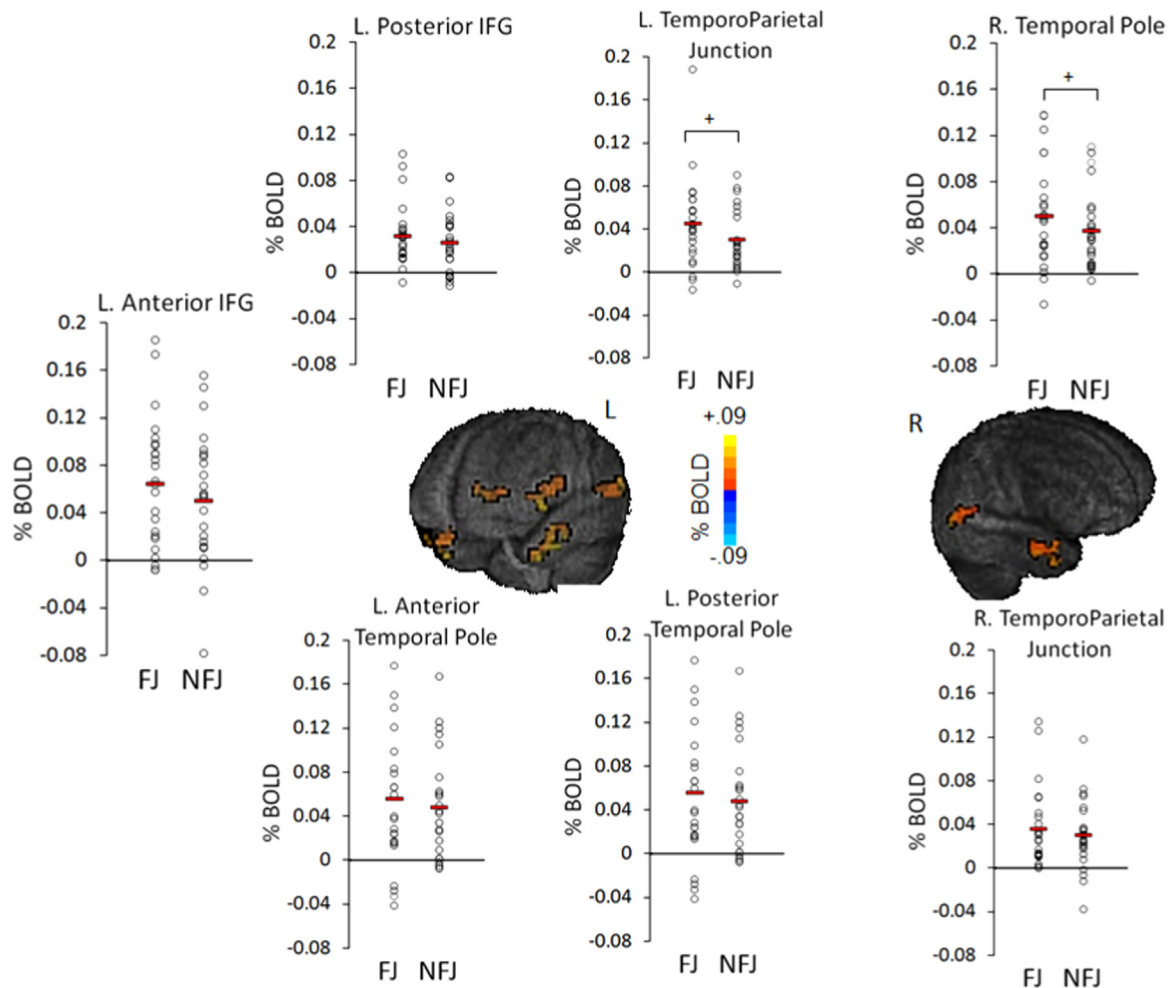 L. Posterior IFG
% BOLD
0.2
0.16
0.12
0.08
0.04
0
-0.04
-0.08
FJ NFJ
L. TemporoParietal
Junction
% BOLD
0.2
0.16
0.12
0.08
0.04
0
-0.04
-0.08
+
FJ NFJ
R. Temporal Pole
% BOLD
0.2
0.16
0.12
0.08
0.04
0
-0.04
-0.08
+
FJ NFJ
L. Anterior IFG
% BOLD
0.2
0.16
0.12
0.08
0.04
0
-0.04
-0.08
FJ NFJ
L
+.09
% BOLD
-.09
R
L. Anterior
Temporal Pole
% BOLD
0.2
0.16
0.12
0.08
0.04
0
-0.04
-0.08
FJ NFJ
L. Posterior
Temporal Pole
% BOLD
0.2
0.16
0.12
0.08
0.04
0
-0.04
-0.08
FJ NFJ
R. TemporoParietal
Junction
% BOLD
0.2
0.16
0.12
0.08
0.04
0
-0.04
-0.08
FJ NFJ